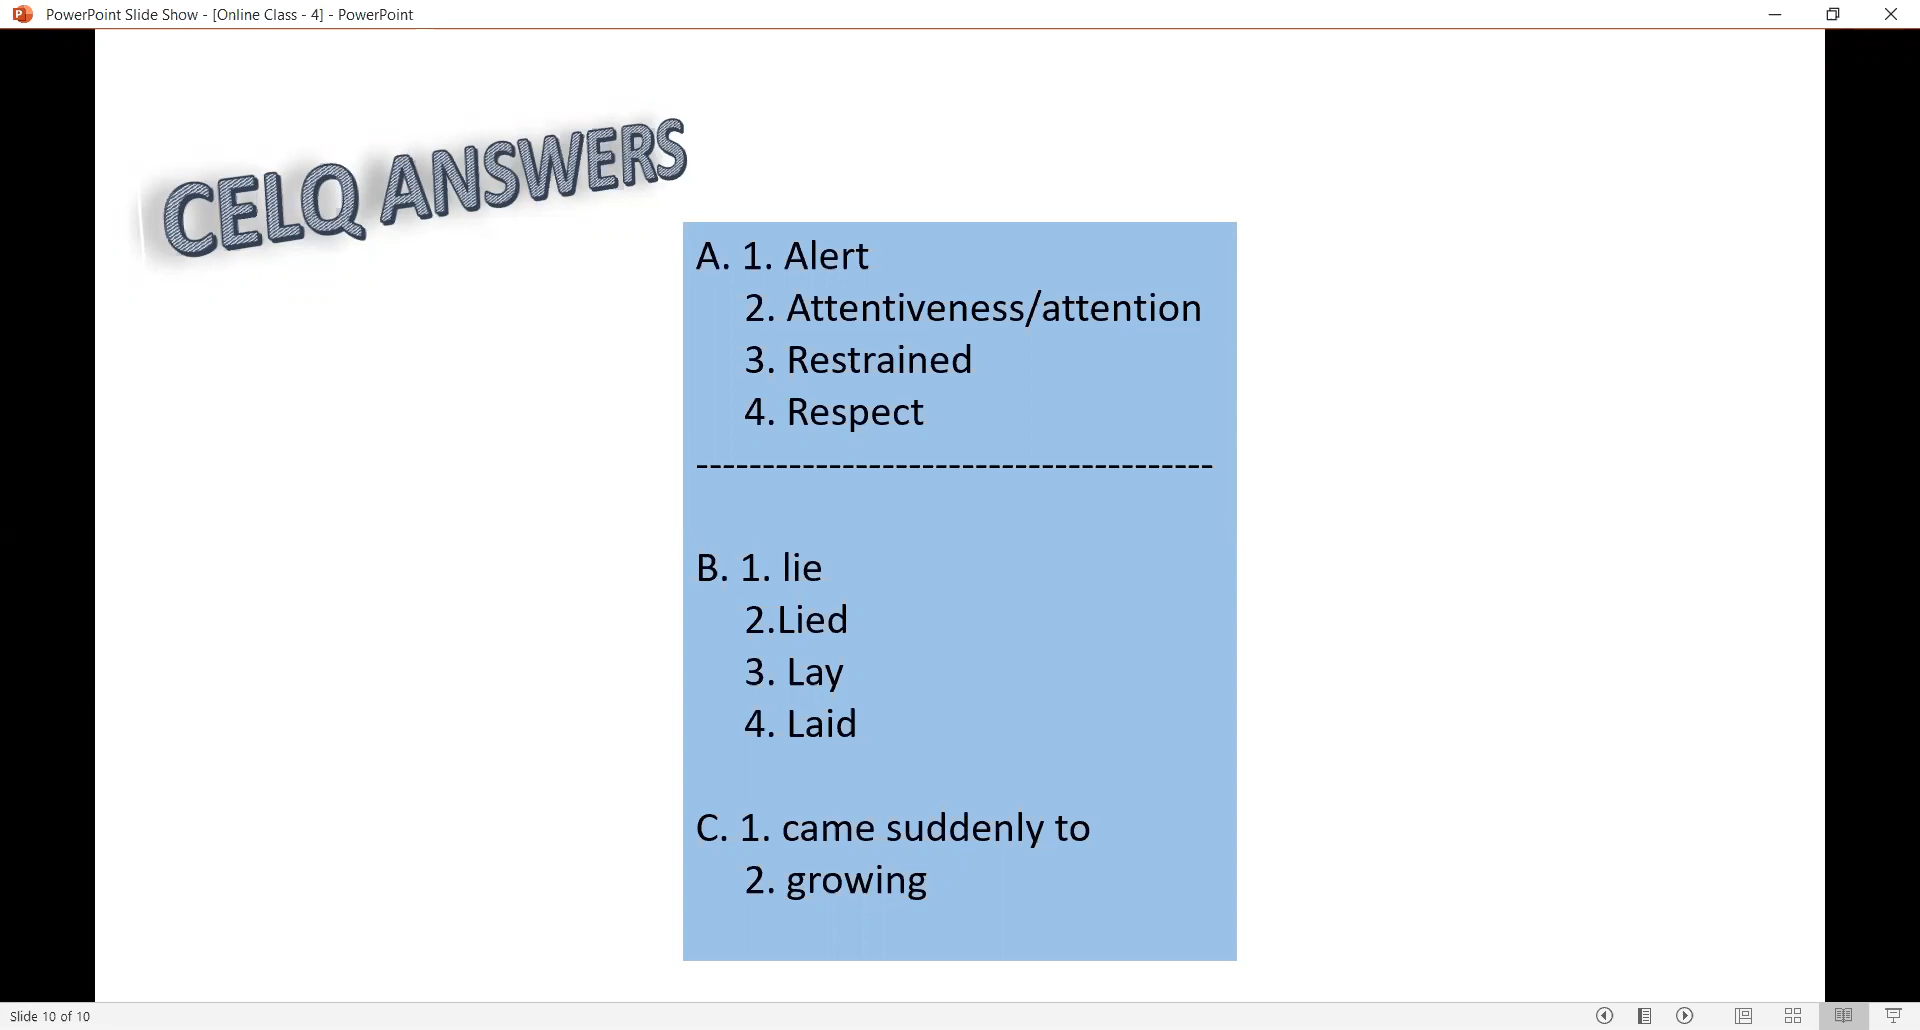 PowerPoint Slide Show - [Online Class - 4] - PowerPoint
CELQ ANSWERS
A. 1. Alert
2. Attentiveness/attention
3. Restrained
4. Respect
---------------------------------------
B. 1. lie
2.Lied
3. Lay
4. Laid
C. 1. came suddenly to
2. growing
Slide 10 of 10